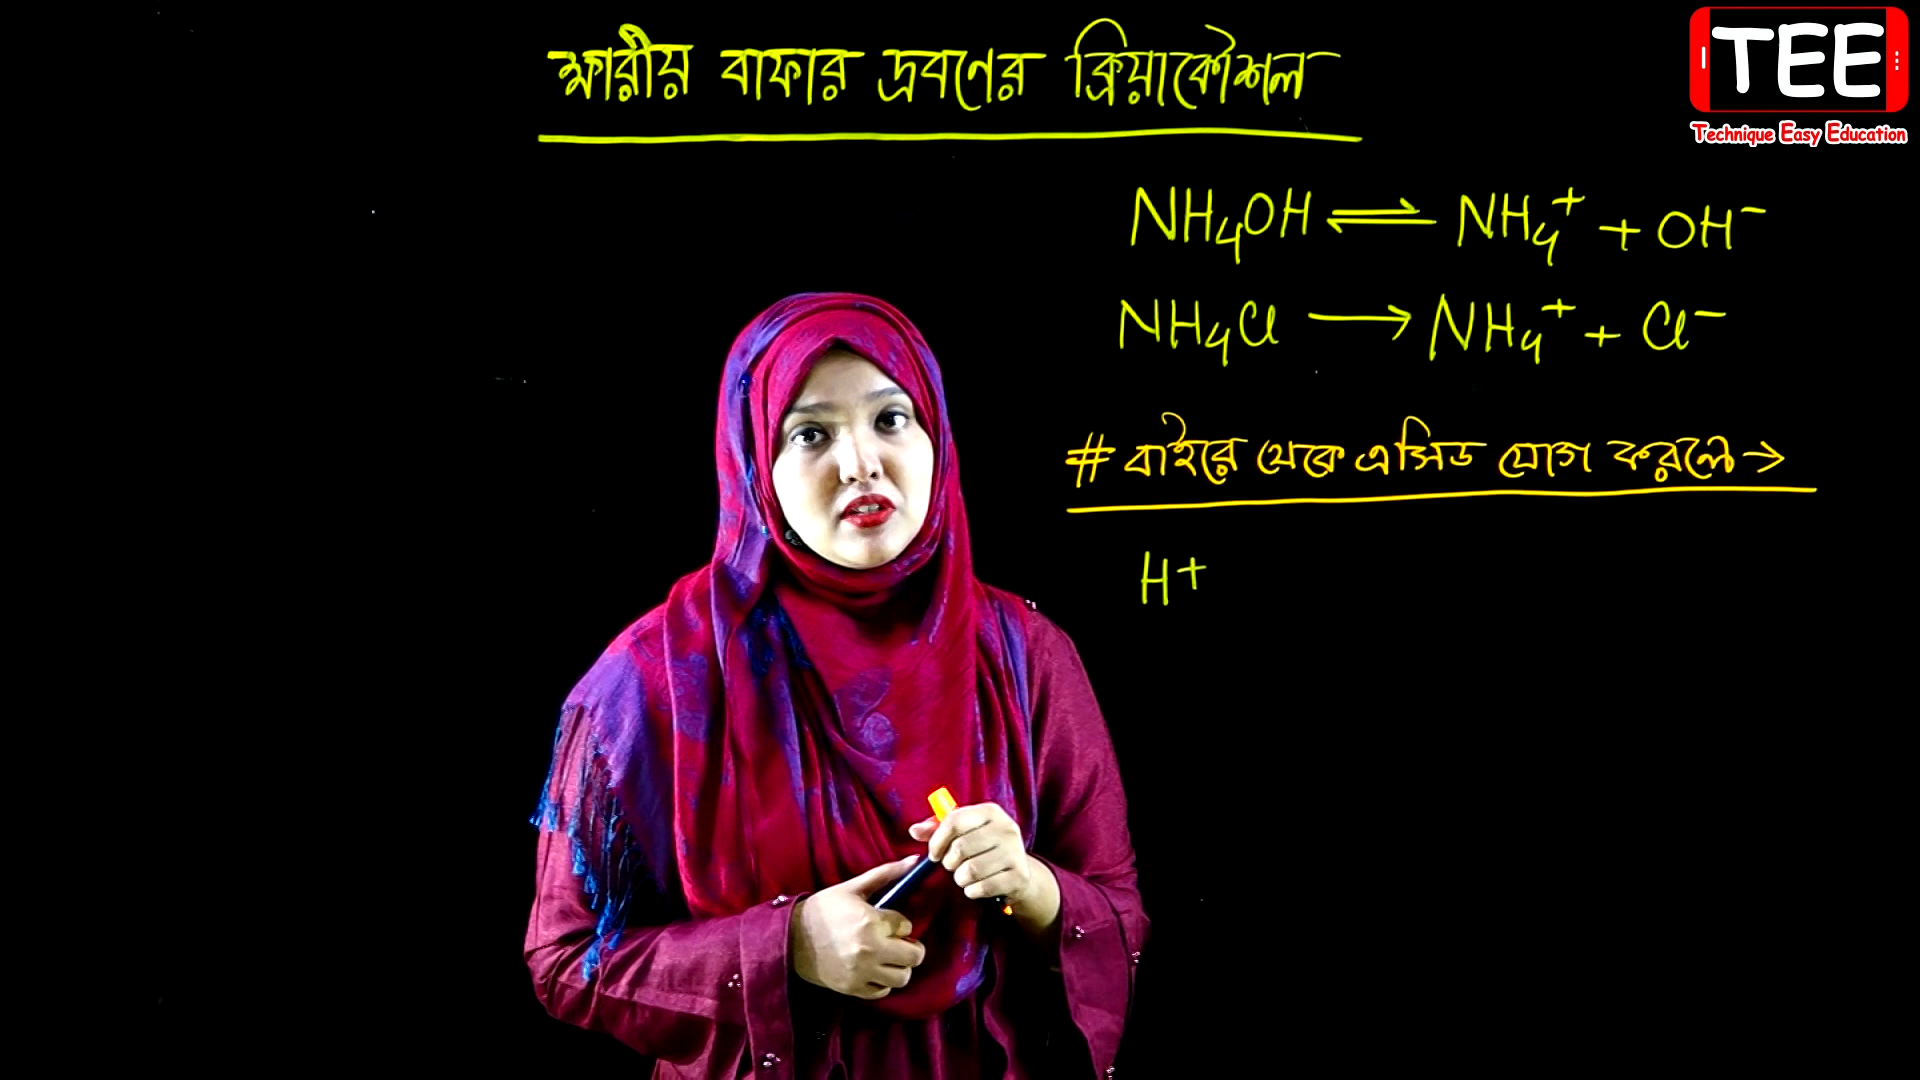 ক্ষারীয় বাফার দ্রবণের ক্রিয়াকৌশল
TEE
Technique Easy Education
NH₄OH ⇌ NH₄⁺ + OH⁻
NH₄Cl → NH₄⁺ + Cl⁻
# বাইরে থেকে এসিড যোগ করলে →
H⁺